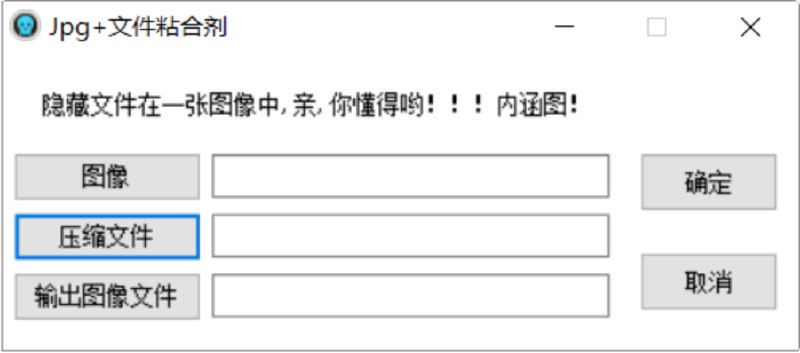 Jpg+文件粘合剂
隐藏文件在一张图像中,亲,你懂得哟!!!内涵图!
图像
确定
压缩文件
输出图像文件
取消